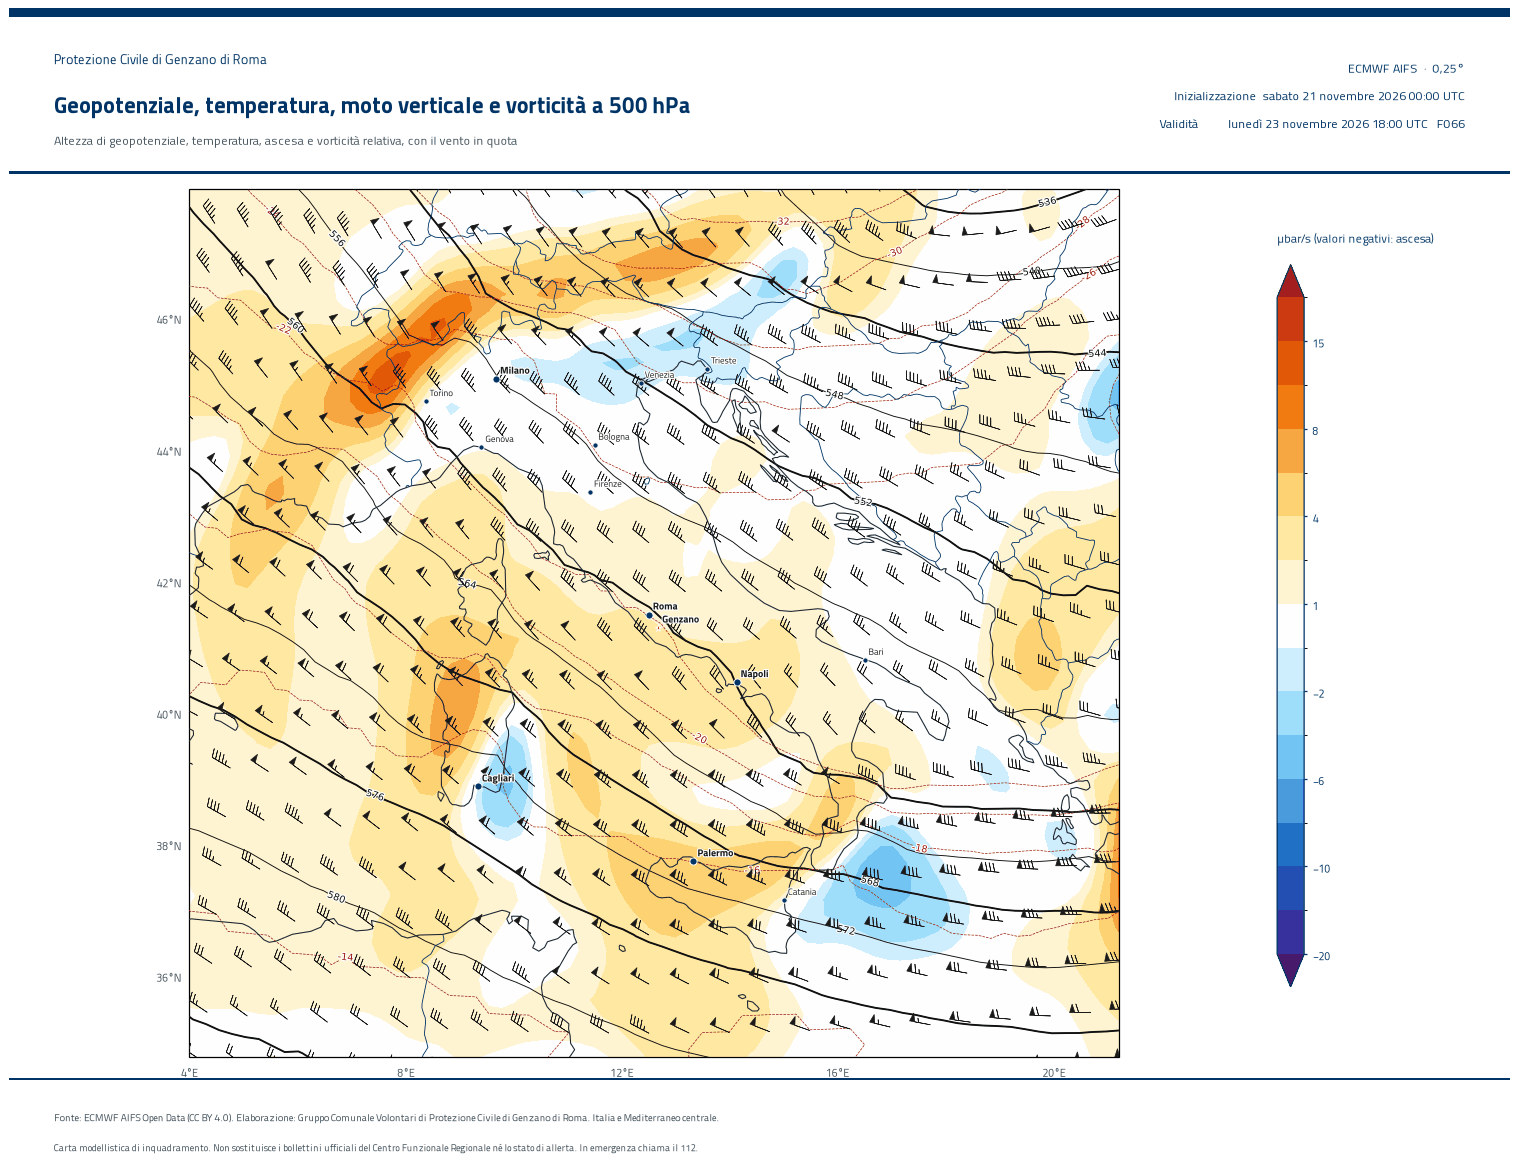 Protezione Civile di Genzano di Roma
Geopotenziale, temperatura, moto verticale e vorticità a 500 hPa
Altezza di geopotenziale, temperatura, ascesa e vorticità relativa, con il vento in quota
ECMWF AIFS · 0,25°
Inizializzazione sabato 21 novembre 2026 00:00 UTC
Validità lunedì 23 novembre 2026 18:00 UTC F066
µbar/s (valori negativi: ascesa)
15
8
4
1
−2
−6
−10
−20
46°N
44°N
42°N
40°N
38°N
36°N
4°E
8°E
12°E
16°E
20°E
536
-32
-28
556
-30
-26
560
-22
544
Trieste
Milano
Venezia
548
Torino
Bologna
Genova
Firenze
552
564
Roma
Genzano
Bari
Napoli
-20
Cagliari
576
-18
Palermo
-16
568
Catania
580
572
-14
Fonte: ECMWF AIFS Open Data (CC BY 4.0). Elaborazione: Gruppo Comunale Volontari di Protezione Civile di Genzano di Roma. Italia e Mediterraneo centrale.
Carta modellistica di inquadramento. Non sostituisce i bollettini ufficiali del Centro Funzionale Regionale né lo stato di allerta. In emergenza chiama il 112.